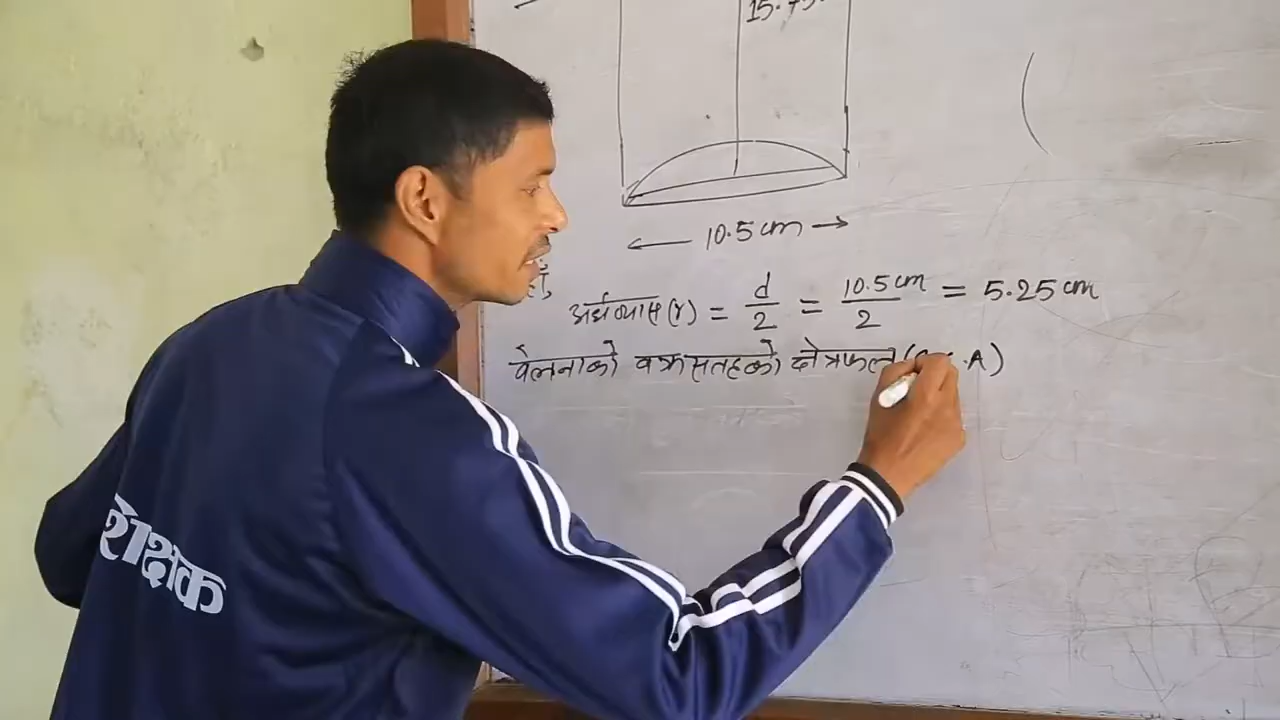 10.5 cm
अर्धव्यास (r) = d/2 = 10.5 cm/2 = 5.25 cm
वेलनाको वक्रसतहको क्षेत्रफल ( .A)
शिक्षक